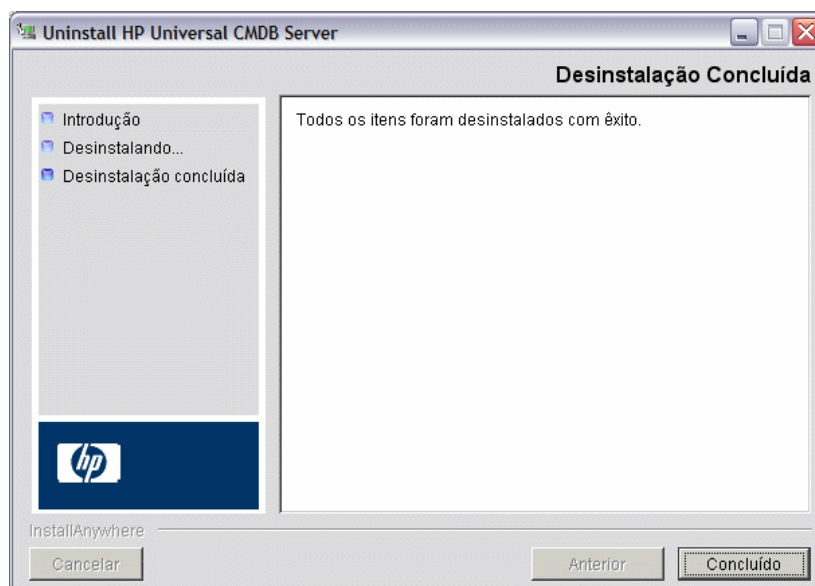 Uninstall HP Universal CMDB Server
Desinstalação Concluída
Introdução
Desinstalando...
Desinstalação concluída
Todos os itens foram desinstalados com êxito.
hp
InstallAnywhere
Cancelar
Anterior
Concluído